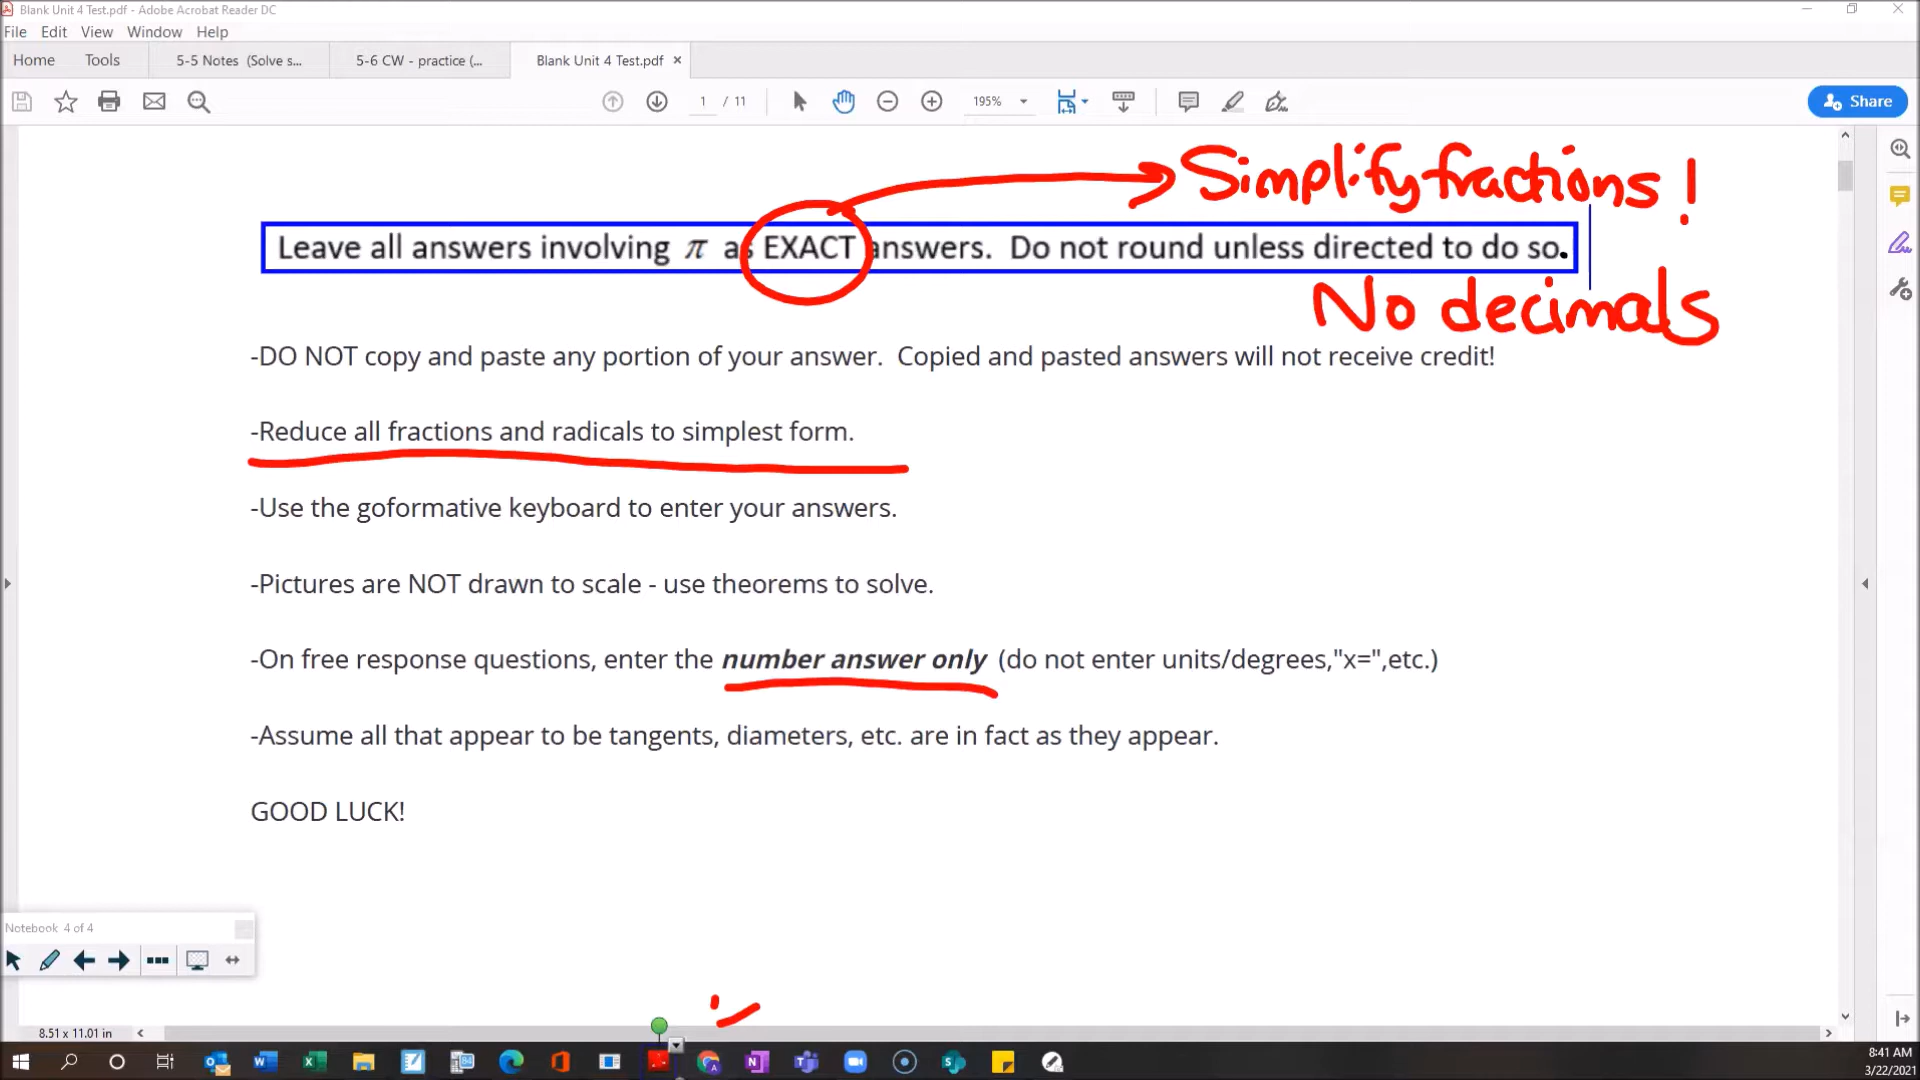 Blank Unit 4 Test.pdf - Adobe Acrobat Reader DC
File Edit View Window Help
Home Tools 5-5 Notes (Solve s... 5-6 CW - practice (... Blank Unit 4 Test.pdf ×
1 / 11 195% Share
Simplify fractions!
Leave all answers involving π as EXACT answers. Do not round unless directed to do so.
No decimals
-DO NOT copy and paste any portion of your answer. Copied and pasted answers will not receive credit!
-Reduce all fractions and radicals to simplest form.
-Use the goformative keyboard to enter your answers.
-Pictures are NOT drawn to scale - use theorems to solve.
-On free response questions, enter the number answer only (do not enter units/degrees,"x=",etc.)
-Assume all that appear to be tangents, diameters, etc. are in fact as they appear.
GOOD LUCK!
Notebook 4 of 4
8.51 x 11.01 in
8:41 AM
3/22/2021